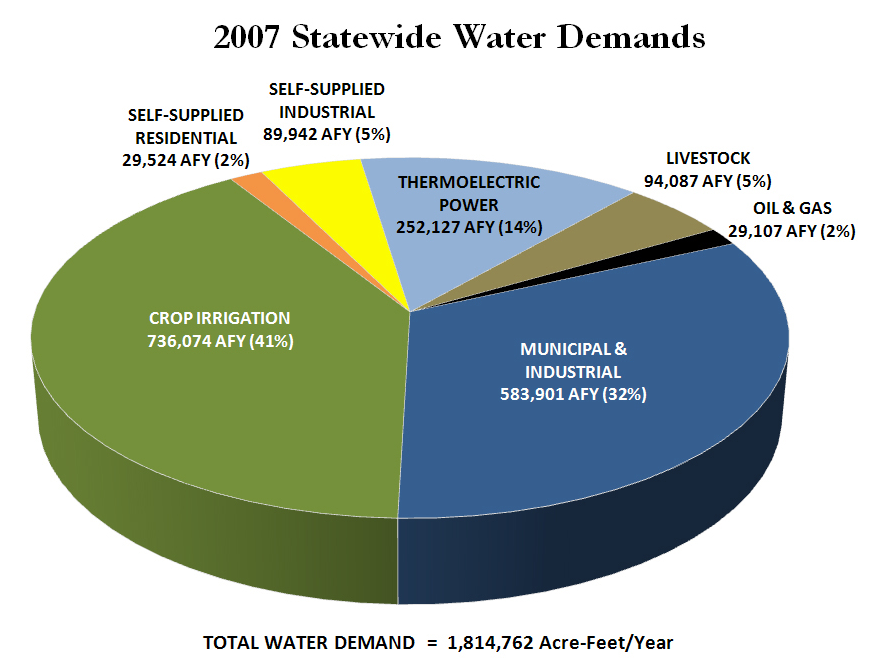 2007 Statewide Water Demands
SELF-SUPPLIED
INDUSTRIAL
89,942 AFY (5%)
SELF-SUPPLIED
RESIDENTIAL
29,524 AFY (2%)
THERMOELECTRIC
POWER
252,127 AFY (14%)
LIVESTOCK
94,087 AFY (5%)
OIL & GAS
29,107 AFY (2%)
CROP IRRIGATION
736,074 AFY (41%)
MUNICIPAL &
INDUSTRIAL
583,901 AFY (32%)
TOTAL WATER DEMAND = 1,814,762 Acre-Feet/Year